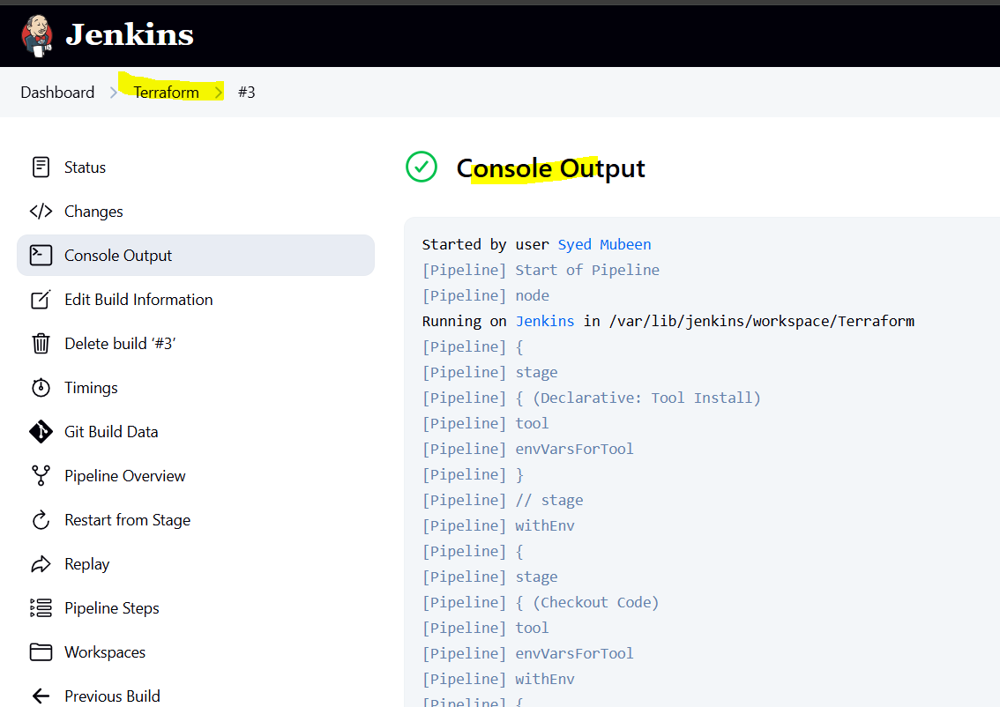 Jenkins
Dashboard > Terraform > #3
Status
Changes
Console Output
Edit Build Information
Delete build ‘#3’
Timings
Git Build Data
Pipeline Overview
Restart from Stage
Replay
Pipeline Steps
Workspaces
Previous Build
Console Output
Started by user Syed Mubeen
[Pipeline] Start of Pipeline
[Pipeline] node
Running on Jenkins in /var/lib/jenkins/workspace/Terraform
[Pipeline] {
[Pipeline] stage
[Pipeline] { (Declarative: Tool Install)
[Pipeline] tool
[Pipeline] envVarsForTool
[Pipeline] }
[Pipeline] // stage
[Pipeline] withEnv
[Pipeline] {
[Pipeline] stage
[Pipeline] { (Checkout Code)
[Pipeline] tool
[Pipeline] envVarsForTool
[Pipeline] withEnv
[Pipeline] {